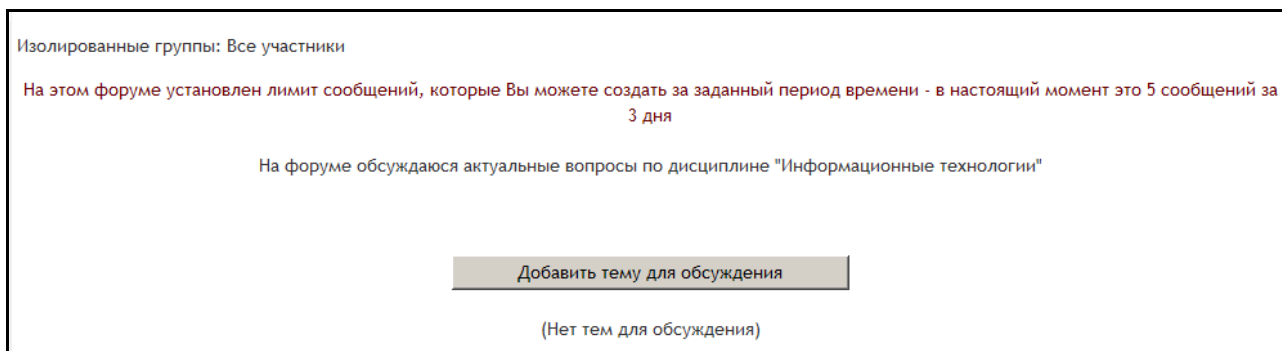 Изолированные группы: Все участники
На этом форуме установлен лимит сообщений, которые Вы можете создать за заданный период времени - в настоящий момент это 5 сообщений за
3 дня
На форуме обсуждаюся актуальные вопросы по дисциплине "Информационные технологии"
Добавить тему для обсуждения
(Нет тем для обсуждения)